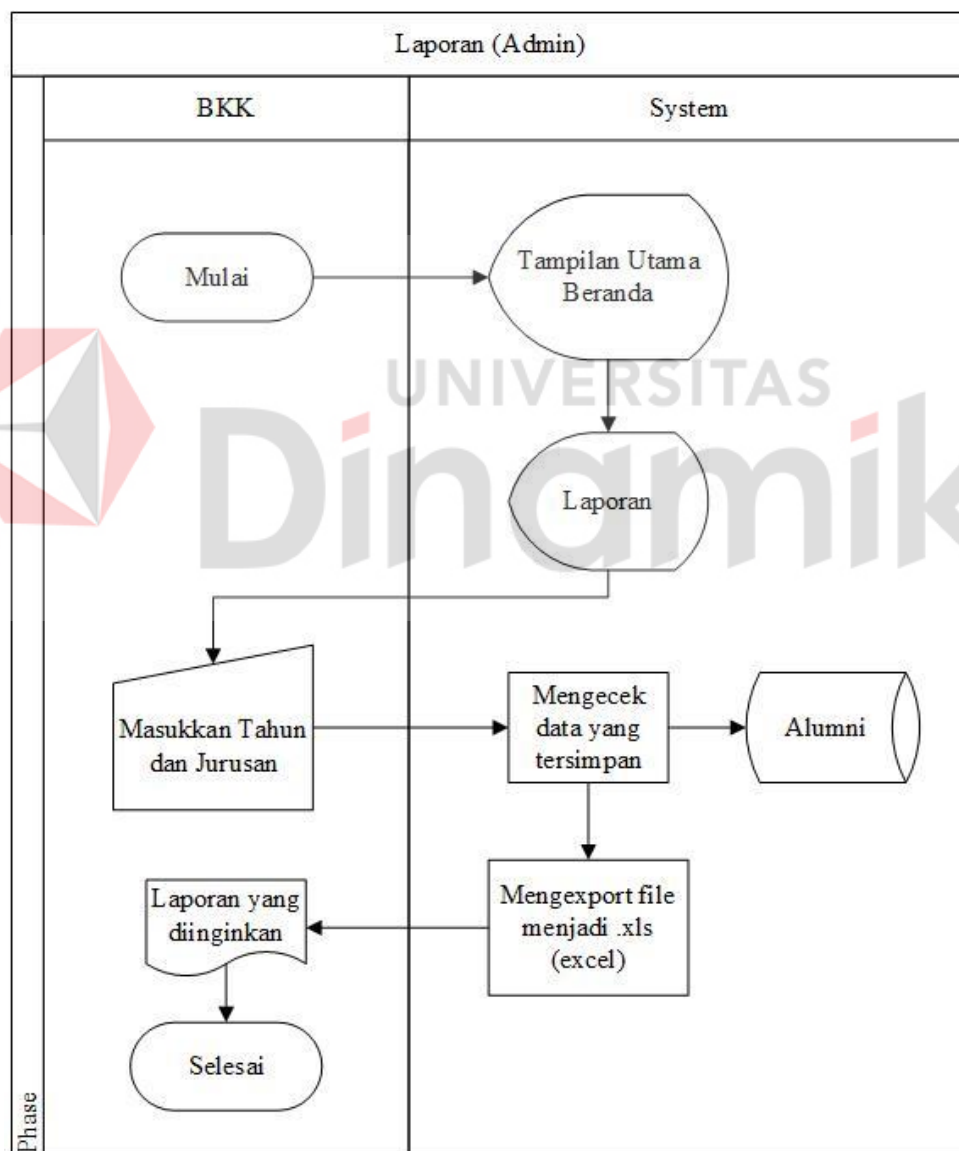 Laporan (Admin)
BKK
System
Mulai
Tampilan Utama
Beranda
UNIVERSITAS
Dinamik
Laporan
Masukkan Tahun
dan Jurusan
Mengecek
data yang
tersimpan
Alumni
Mengexport file
menjadi .xls
(excel)
Laporan yang
diinginkan
Selesai
Phase